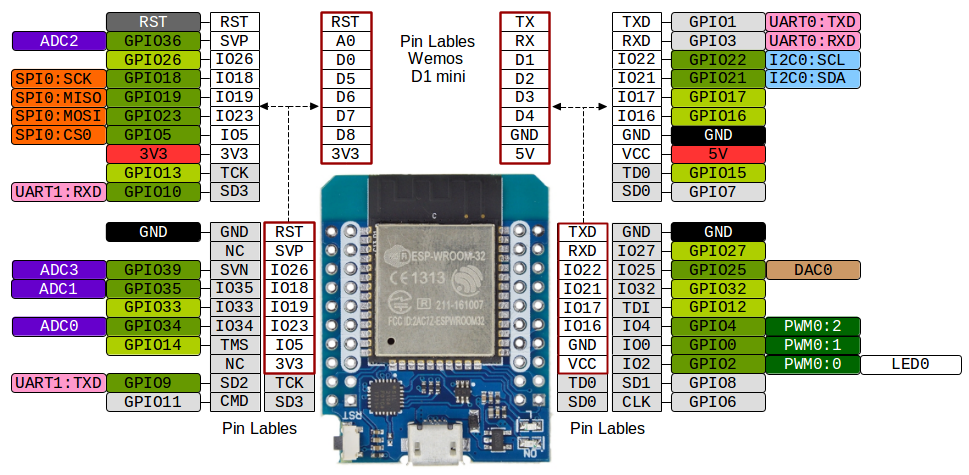 RST RST RST TX TXD GPIO1 UART0:TXD
ADC2 GPIO36 SVP A0 Pin Lables RX RXD GPIO3 UART0:RXD
GPIO26 IO26 D0 Wemos D1 IO22 GPIO22 I2C0:SCL
SPI0:SCK GPIO18 IO18 D5 D1 mini D2 IO21 GPIO21 I2C0:SDA
SPI0:MISO GPIO19 IO19 D6 D3 IO17 GPIO17
SPI0:MOSI GPIO23 IO23 D7 D4 IO16 GPIO16
SPI0:CS0 GPIO5 IO5 D8 GND GND GND
3V3 3V3 3V3 5V VCC 5V
GPIO13 TCK TD0 GPIO15
UART1:RXD GPIO10 SD3 SD0 GPIO7
C
GND GND RST TXD GND GND
NC SVP ESP-WROOM-32 RXD IO27 GPIO27
ADC3 GPIO39 SVN IO26 CE 1313 IO22 IO25 GPIO25 DAC0
ADC1 GPIO35 IO35 IO18 IO21 IO32 GPIO32
GPIO33 IO33 IO19 R 211-161007 IO17 TDI GPIO12
ADC0 GPIO34 IO34 IO23 FCC ID:2AC7Z-ESPWROOM32 IO16 IO4 GPIO4 PWM0:2
GPIO14 TMS IO5 GND IO0 GPIO0 PWM0:1
NC 3V3 VCC IO2 GPIO2 PWM0:0 LED0
UART1:TXD GPIO9 SD2 TCK TD0 SD1 GPIO8
GPIO11 CMD SD3 SD0 CLK GPIO6
RST L
Pin Lables Pin Lables
ON